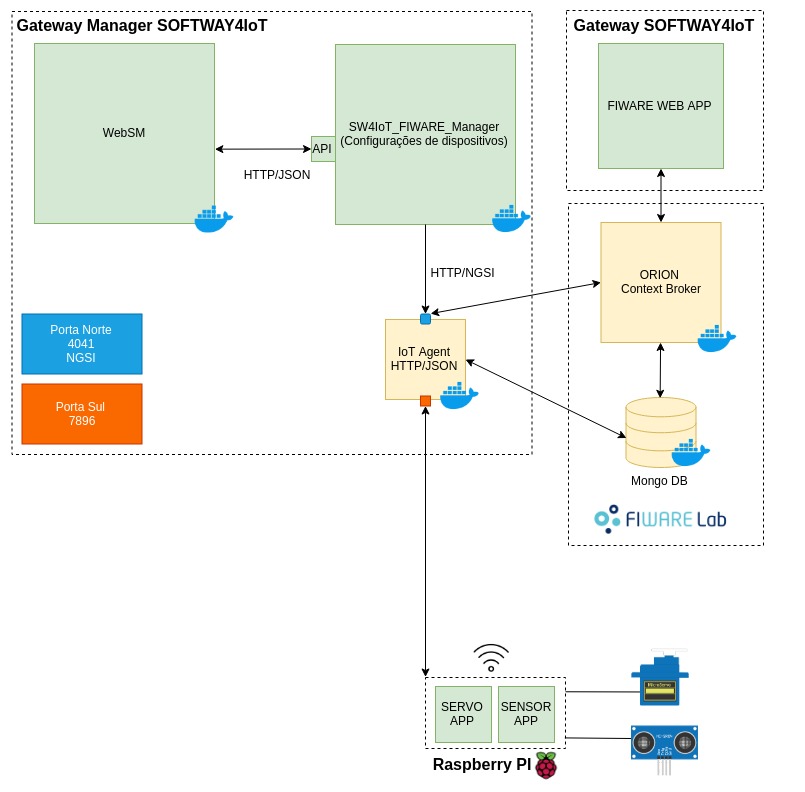 Gateway Manager SOFTWAY4IoT
Gateway SOFTWAY4IoT
WebSM
API
HTTP/JSON
SW4IoT_FIWARE_Manager
(Configurações de dispositivos)
FIWARE WEB APP
HTTP/NGSI
ORION
Context Broker
Porta Norte
4041
NGSI
Porta Sul
7896
IoT Agent
HTTP/JSON
Mongo DB
FIWARE Lab
SERVO
APP
SENSOR
APP
Raspberry PI